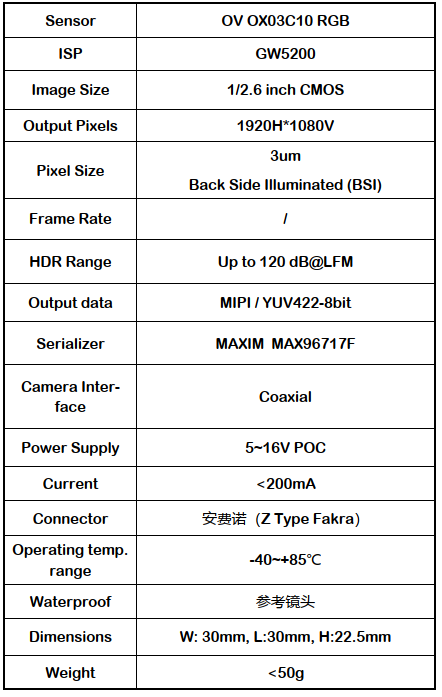 Sensor OV OX03C10 RGB
ISP GW5200
Image Size 1/2.6 inch CMOS
Output Pixels 1920H*1080V
Pixel Size 3um
Back Side Illuminated (BSI)
Frame Rate /
HDR Range Up to 120 dB@LFM
Output data MIPI / YUV422-8bit
Serializer MAXIM MAX96717F
Camera Inter-
face Coaxial
Power Supply 5~16V POC
Current <200mA
Connector 安费诺（Z Type Fakra）
Operating temp.
range -40~+85℃
Waterproof 参考镜头
Dimensions W: 30mm, L:30mm, H:22.5mm
Weight <50g